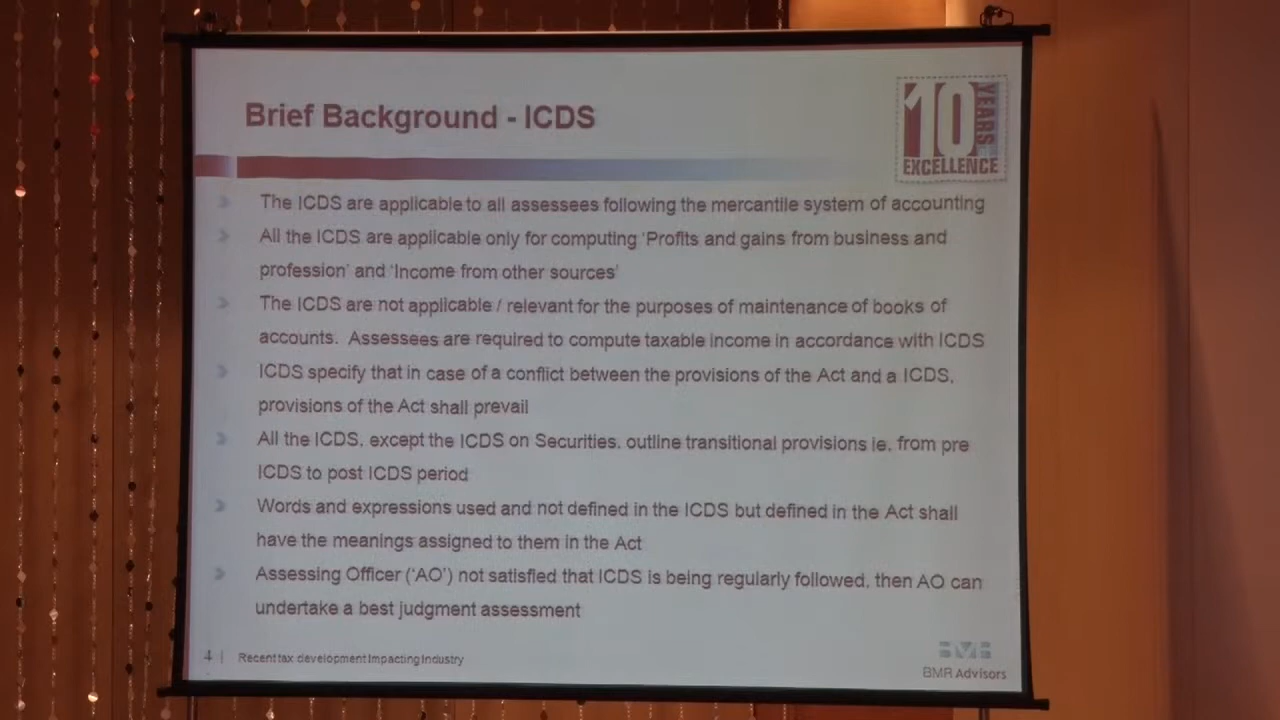 Brief Background - ICDS
10 YEARS
EXCELLENCE
The ICDS are applicable to all assessees following the mercantile system of accounting
All the ICDS are applicable only for computing 'Profits and gains from business and
profession' and 'Income from other sources'
The ICDS are not applicable / relevant for the purposes of maintenance of books of
accounts. Assessees are required to compute taxable income in accordance with ICDS
ICDS specify that in case of a conflict between the provisions of the Act and a ICDS,
provisions of the Act shall prevail
All the ICDS, except the ICDS on Securities, outline transitional provisions ie, from pre
ICDS to post ICDS period
Words and expressions used and not defined in the ICDS but defined in the Act shall
have the meanings assigned to them in the Act
Assessing Officer ('AO') not satisfied that ICDS is being regularly followed, then AO can
undertake a best judgment assessment
4 | Recent tax development Impacting Industry
BMR
BMR Advisors